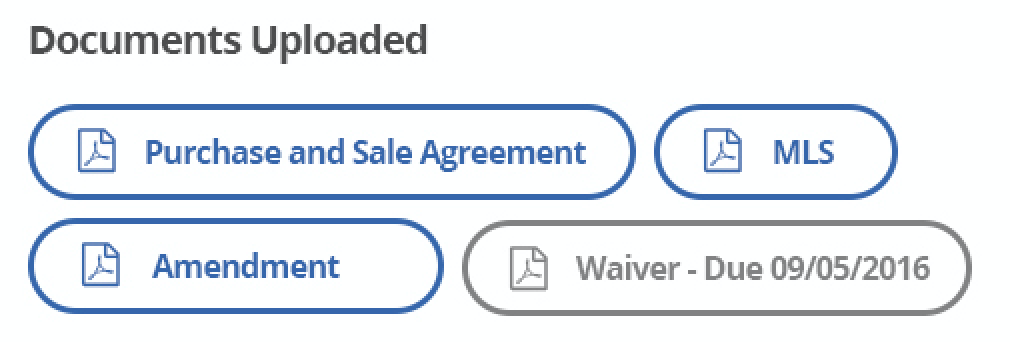 Documents Uploaded
Purchase and Sale Agreement
MLS
Amendment
Waiver - Due 09/05/2016